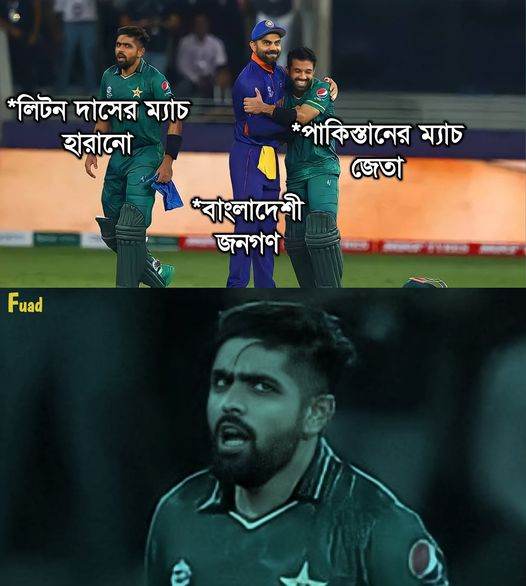 *লিটন দাসের ম্যাচ
হারানো
*পাকিস্তানের ম্যাচ
জেতা
*বাংলাদেশী
জনগণ
Fuad